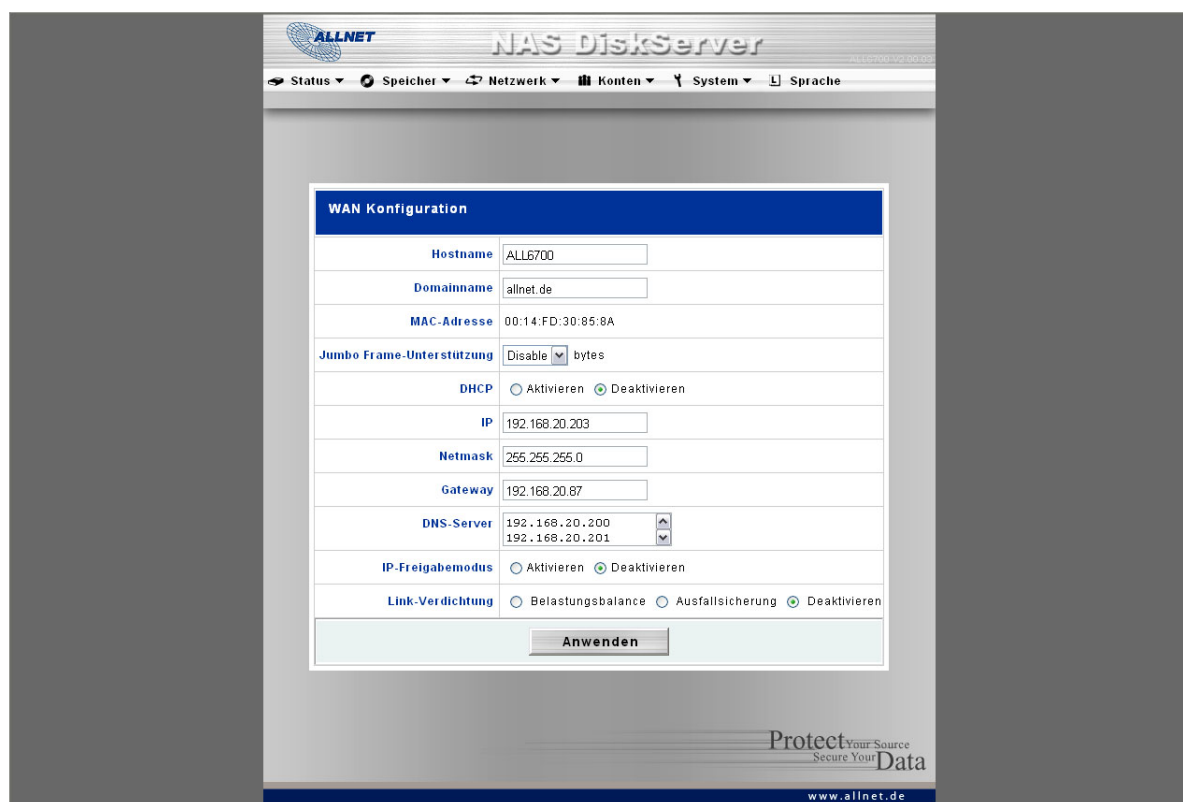 ALLNET
NAS DiskServer
ALL6700 V2.00.03
Status Speicher Netzwerk Konten System Sprache
WAN Konfiguration
Hostname ALL6700
Domainname allnet.de
MAC-Adresse 00:14:FD:30:85:8A
Jumbo Frame-Unterstützung Disable bytes
DHCP Aktivieren Deaktivieren
IP 192.168.20.203
Netmask 255.255.255.0
Gateway 192.168.20.87
DNS-Server 192.168.20.200
192.168.20.201
IP-Freigabemodus Aktivieren Deaktivieren
Link-Verdichtung Belastungsbalance Ausfallsicherung Deaktivieren
Anwenden
Protect Your Source
Secure Your Data
www.allnet.de